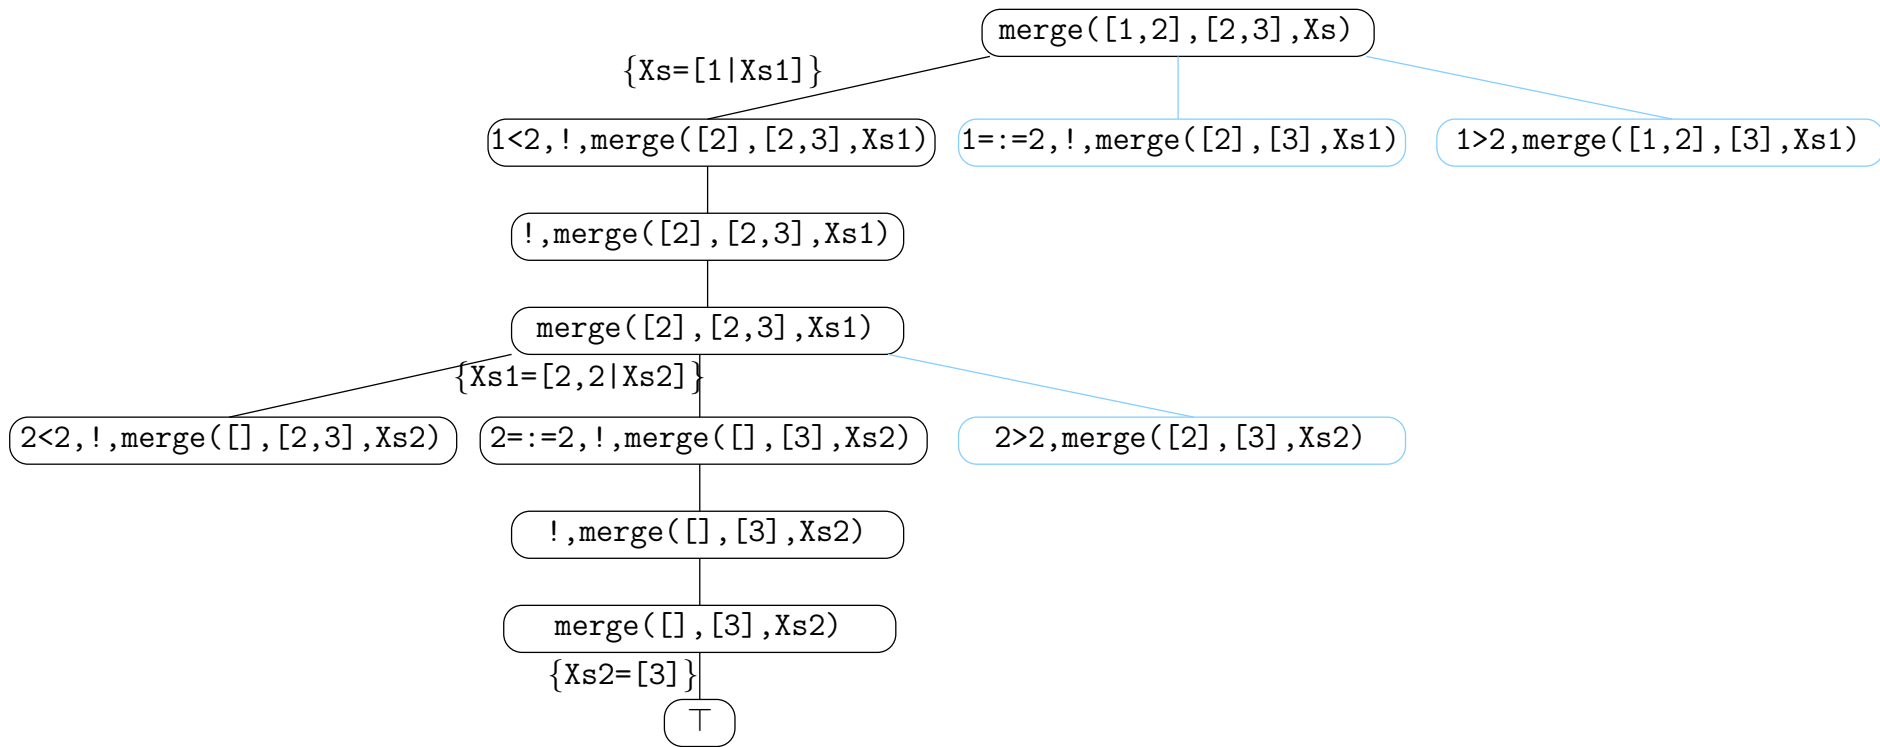 merge([1,2],[2,3],Xs)
{Xs=[1|Xs1]}
1<2,!,merge([2],[2,3],Xs1)
1=:=2,!,merge([2],[3],Xs1)
1>2,merge([1,2],[3],Xs1)
!,merge([2],[2,3],Xs1)
merge([2],[2,3],Xs1)
{Xs1=[2,2|Xs2]}
2<2,!,merge([],[2,3],Xs2)
2=:=2,!,merge([],[3],Xs2)
2>2,merge([2],[3],Xs2)
!,merge([],[3],Xs2)
merge([],[3],Xs2)
{Xs2=[3]}
⊤